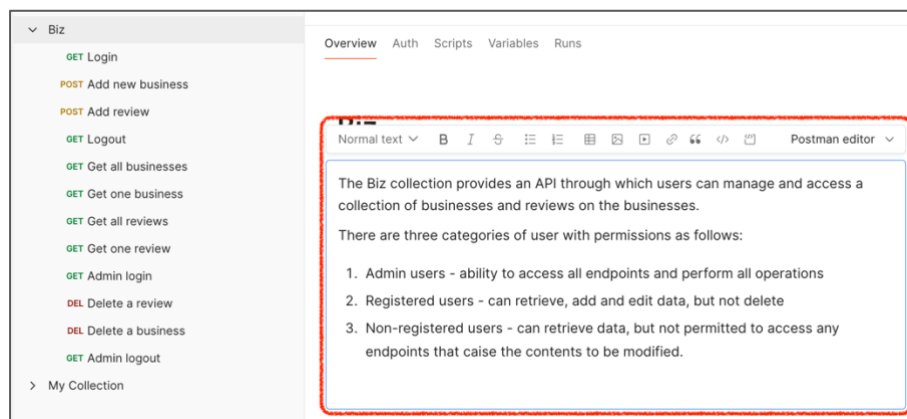 Biz
GET Login
POST Add new business
POST Add review
GET Logout
GET Get all businesses
GET Get one business
GET Get all reviews
GET Get one review
GET Admin login
DEL Delete a review
DEL Delete a business
GET Admin logout
My Collection
Overview Auth Scripts Variables Runs
Normal text B I S Postman editor
The Biz collection provides an API through which users can manage and access a
collection of businesses and reviews on the businesses.
There are three categories of user with permissions as follows:
1. Admin users - ability to access all endpoints and perform all operations
2. Registered users - can retrieve, add and edit data, but not delete
3. Non-registered users - can retrieve data, but not permitted to access any
endpoints that caise the contents to be modified.